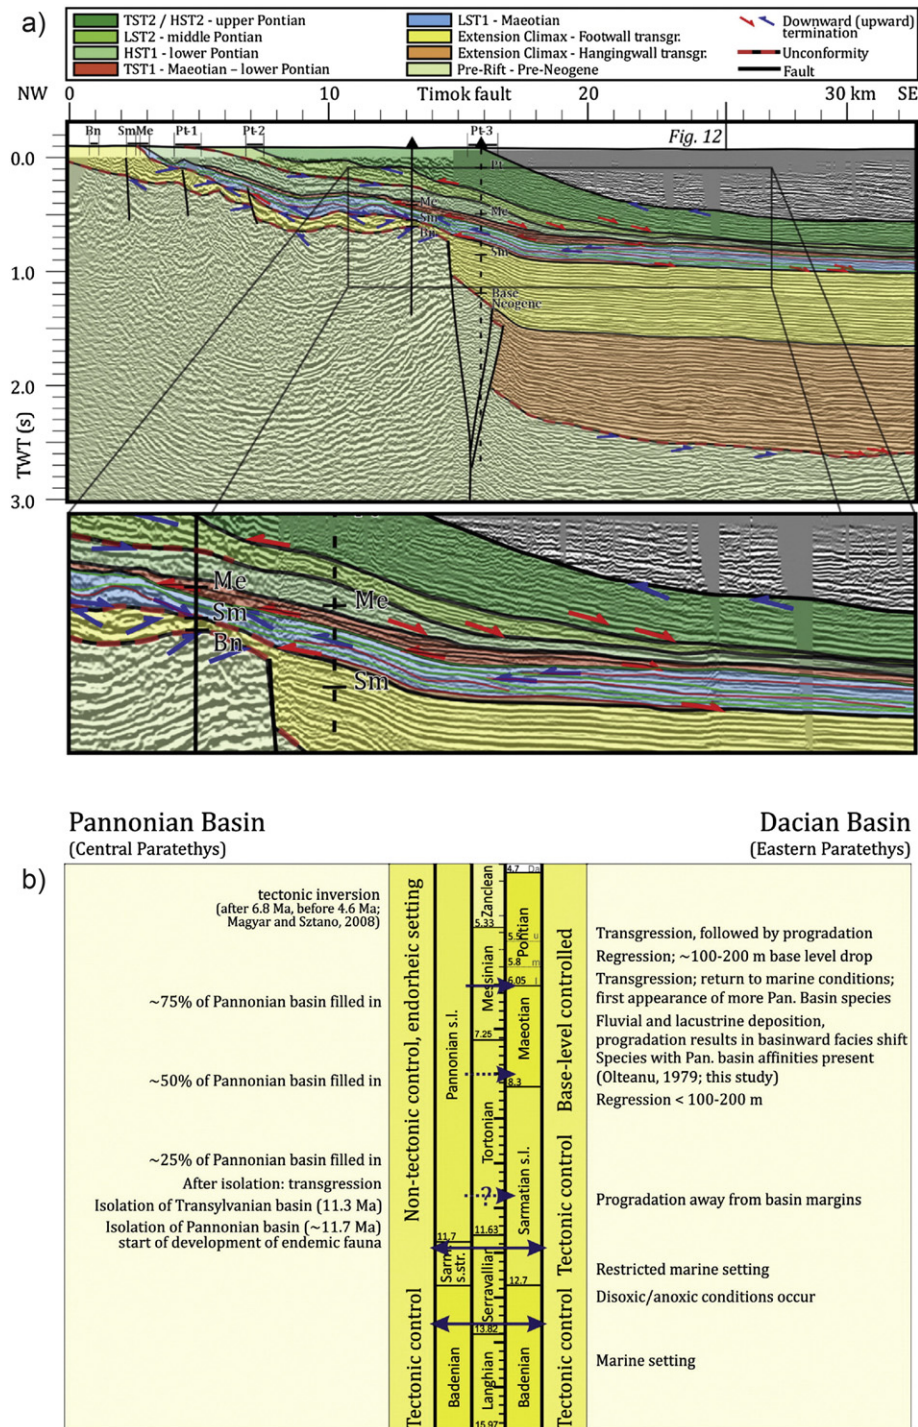 a)
TST2 / HST2 - upper Pontian
LST2 - middle Pontian
HST1 - lower Pontian
TST1 - Maeotian – lower Pontian
LST1 - Maeotian
Extension Climax - Footwall transgr.
Extension Climax - Hangingwall transgr.
Pre-Rift - Pre-Neogene
Downward (upward) termination
Unconformity
Fault
NW 0 10 Timok fault 20 30 km SE
Bn Sm Me Pt-1 Pt-2 Pt-3 Fig. 12
Pt
Me
Sm
Bn
Me
Sm
Base
Neogene
0.0
1.0
2.0
3.0
TWT (s)
Me
Sm
Bn
Me
Sm
Pannonian Basin
(Central Paratethys)
Dacian Basin
(Eastern Paratethys)
b)
tectonic inversion
(after 6.8 Ma, before 4.6 Ma;
Magyar and Sztano, 2008)
~75% of Pannonian basin filled in
~50% of Pannonian basin filled in
~25% of Pannonian basin filled in
After isolation: transgression
Isolation of Transylvanian basin (11.3 Ma)
Isolation of Pannonian basin (~11.7 Ma)
start of development of endemic fauna
Non-tectonic control, endorheic setting
Tectonic control
Pannonian s.l.
11.7
Sarm. s.str.
Badenian
Zanclean
5.33
Messinian
7.25
Tortonian
?
11.63
Serravallian
13.82
Langhian
15.97
4.7 Da
Pontian
5.5 u
5.8 m
6.05 l
Maeotian
8.3
Sarmatian s.l.
12.7
Badenian
Base-level controlled
Tectonic control
Tectonic control
Transgression, followed by progradation
Regression; ~100-200 m base level drop
Transgression; return to marine conditions;
first appearance of more Pan. Basin species
Fluvial and lacustrine deposition,
progradation results in basinward facies shift
Species with Pan. basin affinities present
(Olteanu, 1979; this study)
Regression < 100-200 m
Progradation away from basin margins
Restricted marine setting
Disoxic/anoxic conditions occur
Marine setting